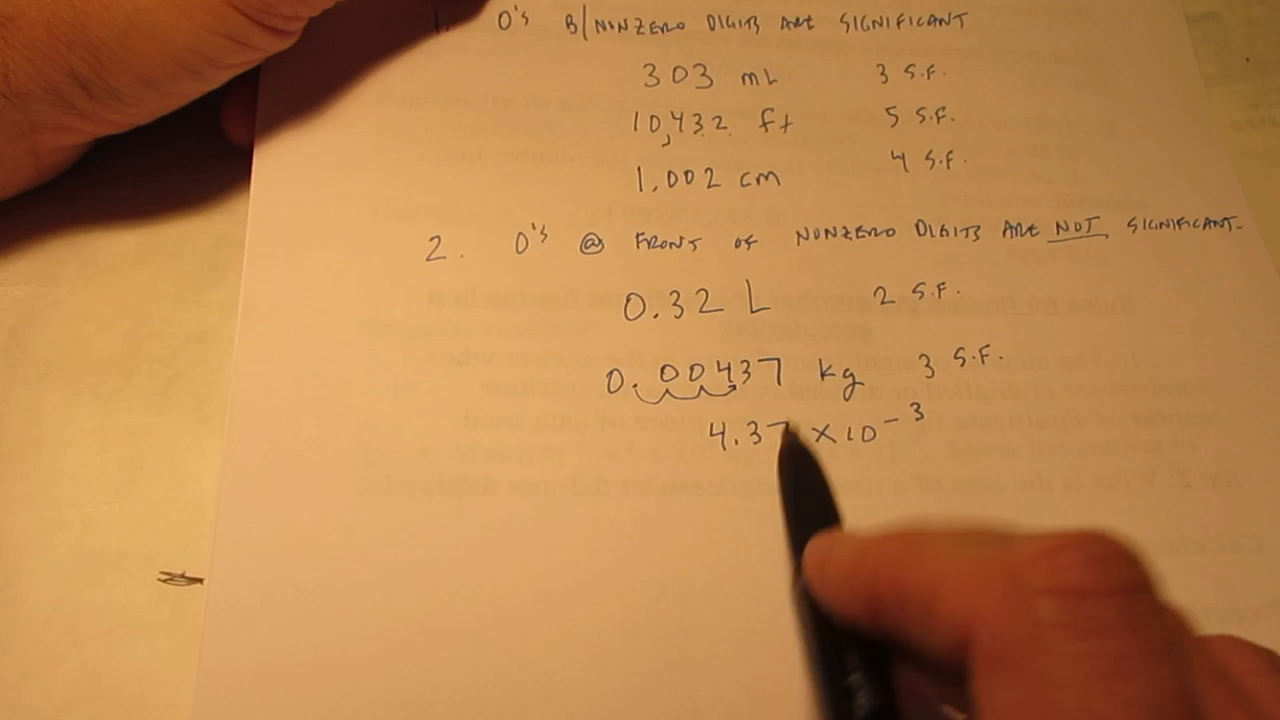 1. 0's B/NONZERO DIGITS ARE SIGNIFICANT
303 mL 3 S.F.
10,432 ft 5 S.F.
1,002 cm 4 S.F.
2. 0's @ FRONT OF NONZERO DIGITS ARE NOT SIGNIFICANT.
0.32 L 2 S.F.
0.00437 kg 3 S.F.
4.37 x 10-3